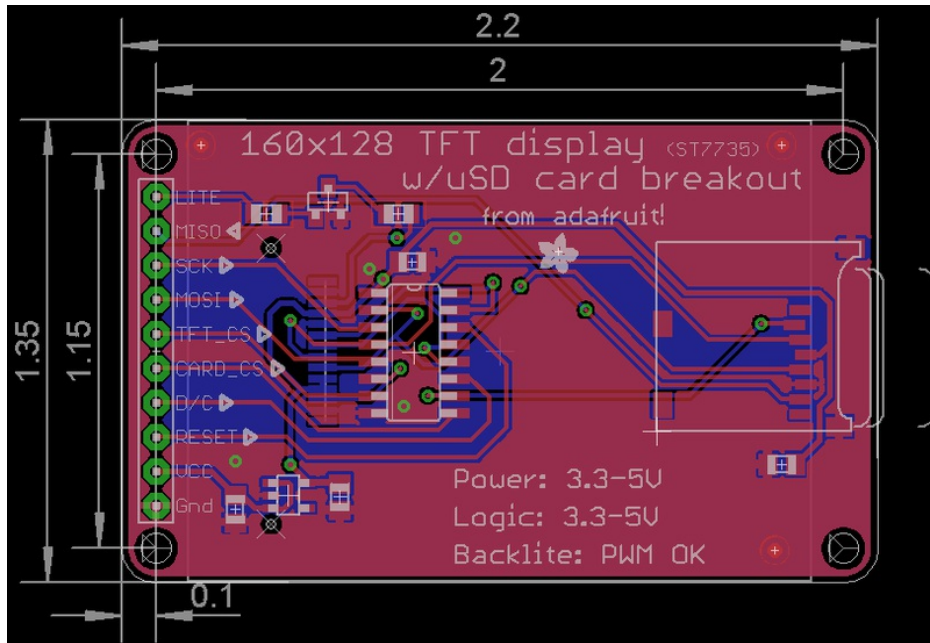 2.2
2
160x128 TFT display (ST7735)
w/uSD card breakout
from adafruit!
LITE
MISO
SCK
MOSI
TFT_CS
CARD_CS
D/C
RESET
VCC
Gnd
1.35
1.15
Power: 3.3-5V
Logic: 3.3-5V
Backlite: PWM OK
0.1